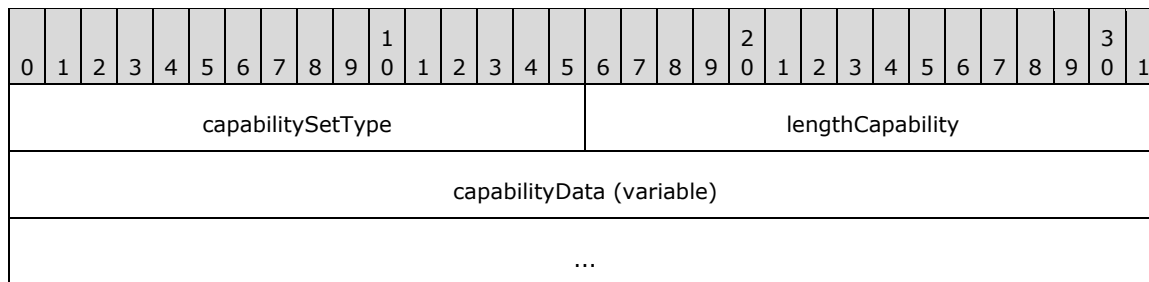 1 2 3
0 1 2 3 4 5 6 7 8 9 0 1 2 3 4 5 6 7 8 9 0 1 2 3 4 5 6 7 8 9 0 1
capabilitySetType lengthCapability
capabilityData (variable)
...